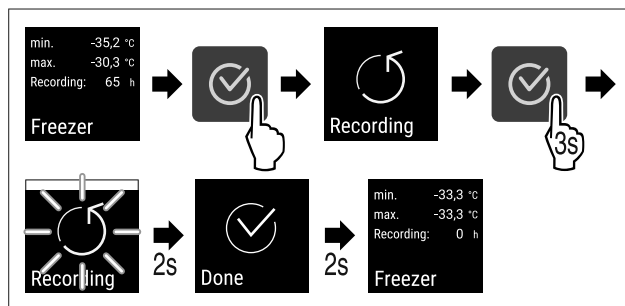 min. -35,2 °C
max. -30,3 °C
Recording: 65 h
Freezer
Recording
3s
Recording
2s
Done
2s
min. -33,3 °C
max. -33,3 °C
Recording: 0 h
Freezer